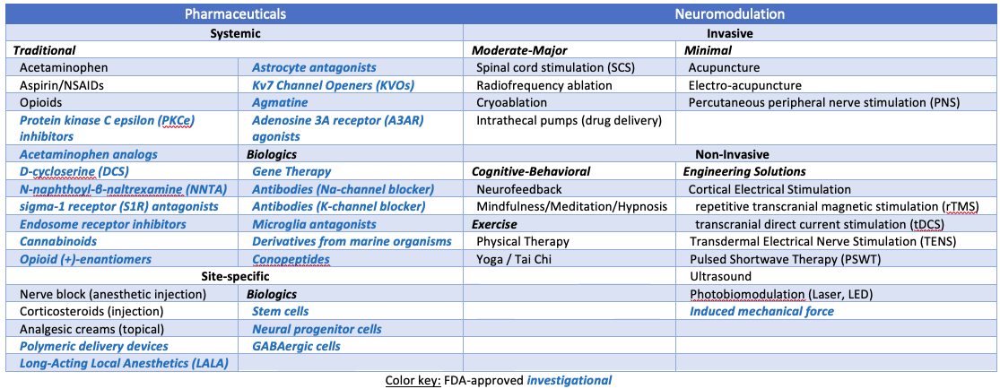 Pharmaceuticals Neuromodulation
Systemic Invasive
Traditional Moderate-Major Minimal
Acetaminophen Astrocyte antagonists Spinal cord stimulation (SCS) Acupuncture
Aspirin/NSAIDs Kv7 Channel Openers (KVOs) Radiofrequency ablation Electro-acupuncture
Opioids Agmatine Cryoablation Percutaneous peripheral nerve stimulation (PNS)
Protein kinase C epsilon (PKCe) Adenosine 3A receptor (A3AR) Intrathecal pumps (drug delivery)
inhibitors agonists
Acetaminophen analogs Biologics Non-Invasive
D-cycloserine (DCS) Gene Therapy Cognitive-Behavioral Engineering Solutions
N-naphthoyl-β-naltrexamine (NNTA) Antibodies (Na-channel blocker) Neurofeedback Cortical Electrical Stimulation
sigma-1 receptor (S1R) antagonists Antibodies (K-channel blocker) Mindfulness/Meditation/Hypnosis repetitive transcranial magnetic stimulation (rTMS)
Endosome receptor inhibitors Microglia antagonists Exercise transcranial direct current stimulation (tDCS)
Cannabinoids Derivatives from marine organisms Physical Therapy Transdermal Electrical Nerve Stimulation (TENS)
Opioid (+)-enantiomers Conopeptides Yoga / Tai Chi Pulsed Shortwave Therapy (PSWT)
Site-specific Ultrasound
Nerve block (anesthetic injection) Biologics Photobiomodulation (Laser, LED)
Corticosteroids (injection) Stem cells Induced mechanical force
Analgesic creams (topical) Neural progenitor cells
Polymeric delivery devices GABAergic cells
Long-Acting Local Anesthetics (LALA)
Color key: FDA-approved investigational